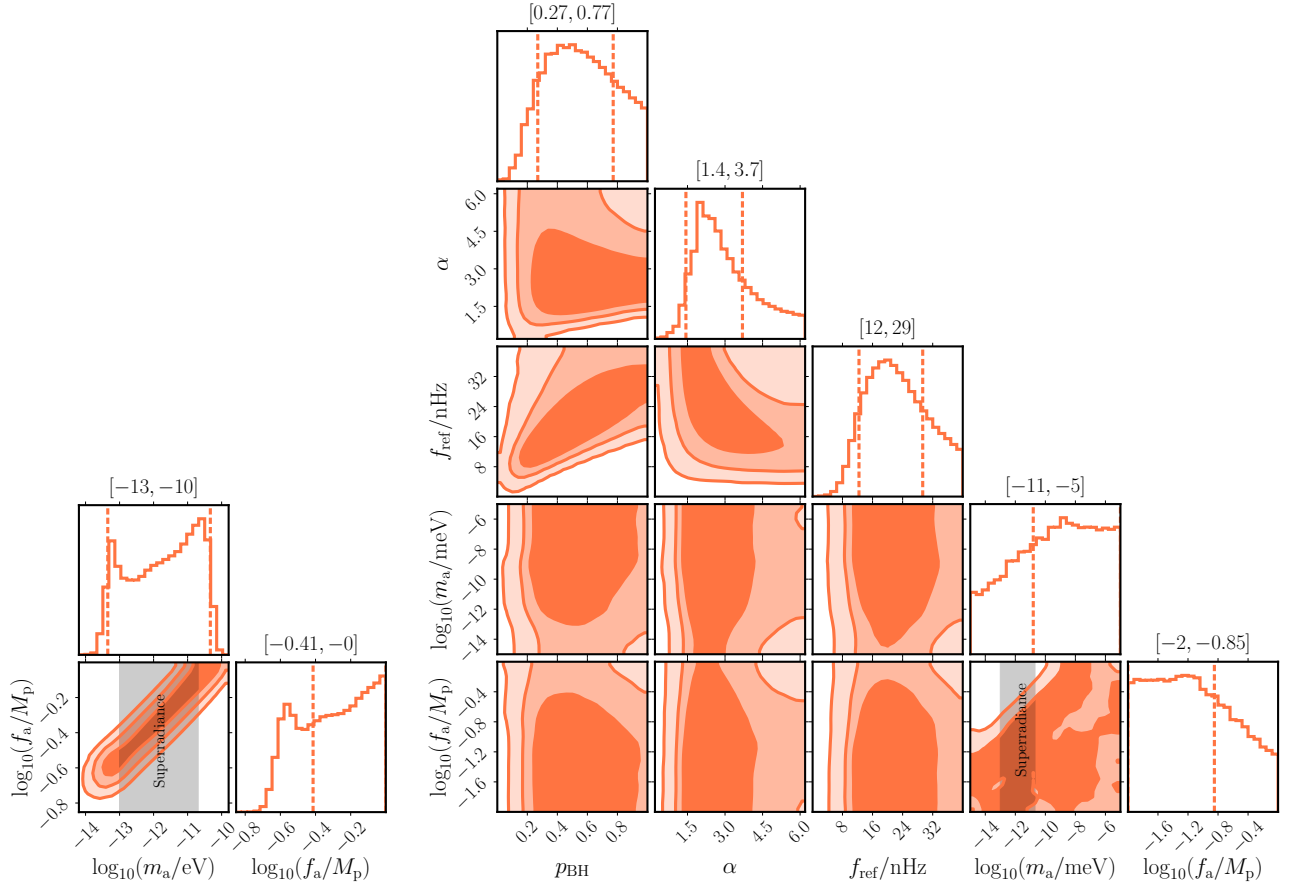 [0.27, 0.77]
6.0
4.5
3.0
1.5
α
[1.4, 3.7]
32
24
16
8
f_ref/nHz
[12, 29]
[−13, −10]
−6
−8
−10
−12
−14
log₁₀(m_a/meV)
[−11, −5]
−0.2
−0.4
−0.6
−0.8
log₁₀(f_a/M_p)
Superradiance
[−0.41, −0]
−0.4
−0.8
−1.2
−1.6
log₁₀(f_a/M_p)
Superradiance
[−2, −0.85]
−14 −13 −12 −11 −10
−0.8 −0.6 −0.4 −0.2
0.2 0.4 0.6 0.8
1.5 3.0 4.5 6.0
8 16 24 32
−14 −12 −10 −8 −6
−1.6 −1.2 −0.8 −0.4
log₁₀(m_a/eV) log₁₀(f_a/M_p) p_BH α f_ref/nHz log₁₀(m_a/meV) log₁₀(f_a/M_p)